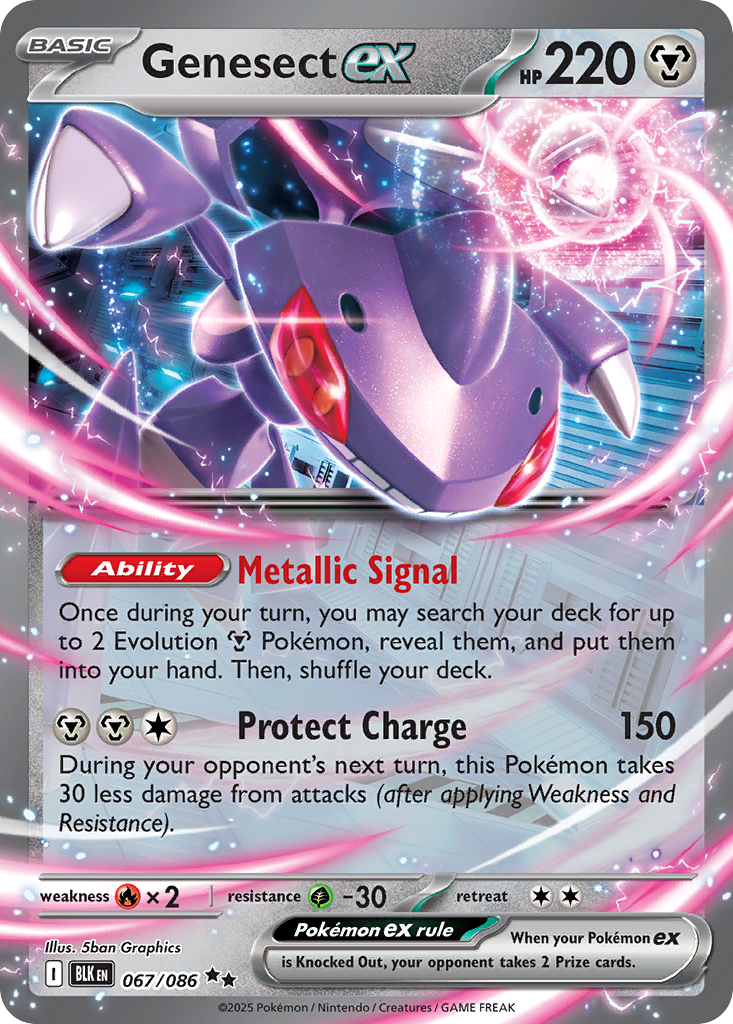 BASIC
Genesect ex
HP 220
Ability Metallic Signal
Once during your turn, you may search your deck for up
to 2 Evolution Pokémon, reveal them, and put them
into your hand. Then, shuffle your deck.
Protect Charge 150
During your opponent's next turn, this Pokémon takes
30 less damage from attacks (after applying Weakness and
Resistance).
weakness ×2 resistance -30 retreat
Illus. 5ban Graphics
Pokémon ex rule When your Pokémon ex
is Knocked Out, your opponent takes 2 Prize cards.
I BLK EN 067/086
©2025 Pokémon / Nintendo / Creatures / GAME FREAK